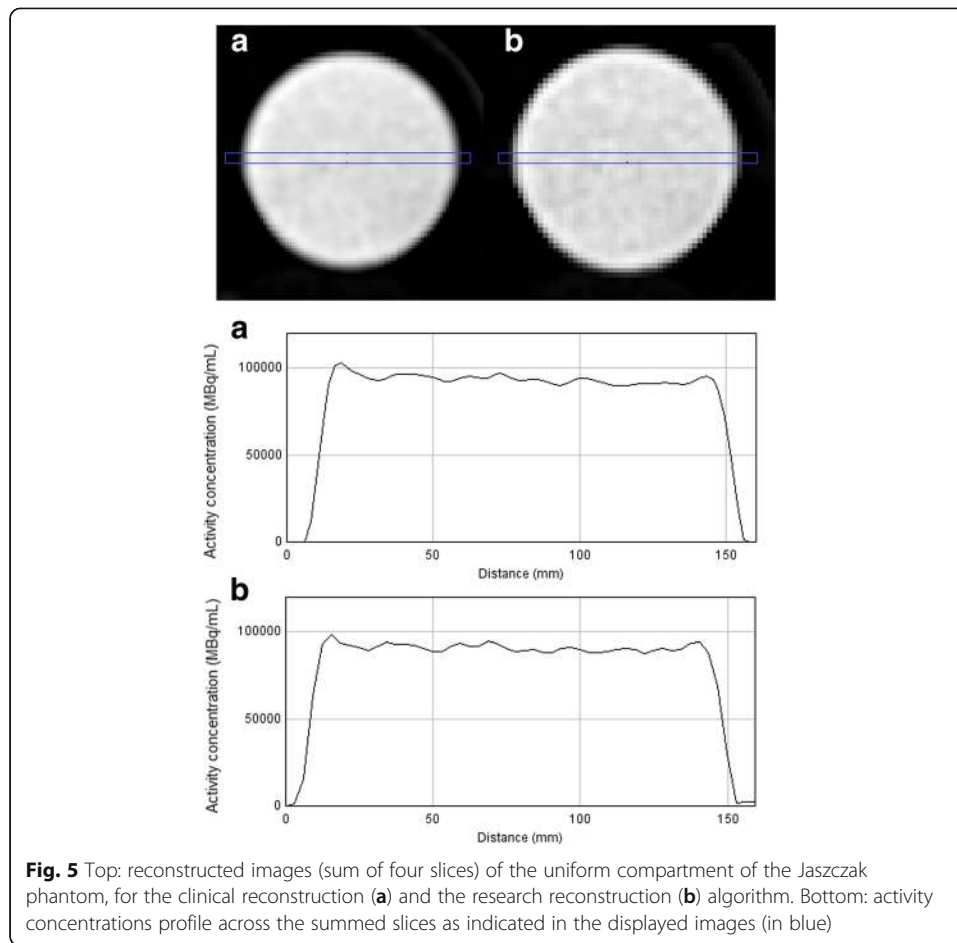 a
b
a
Activity concentration (MBq/mL)
100000
50000
0
0 50 100 150
Distance (mm)
b
Activity concentration (MBq/mL)
100000
50000
0
0 50 100 150
Distance (mm)
Fig. 5 Top: reconstructed images (sum of four slices) of the uniform compartment of the Jaszczak
phantom, for the clinical reconstruction (a) and the research reconstruction (b) algorithm. Bottom: activity
concentrations profile across the summed slices as indicated in the displayed images (in blue)